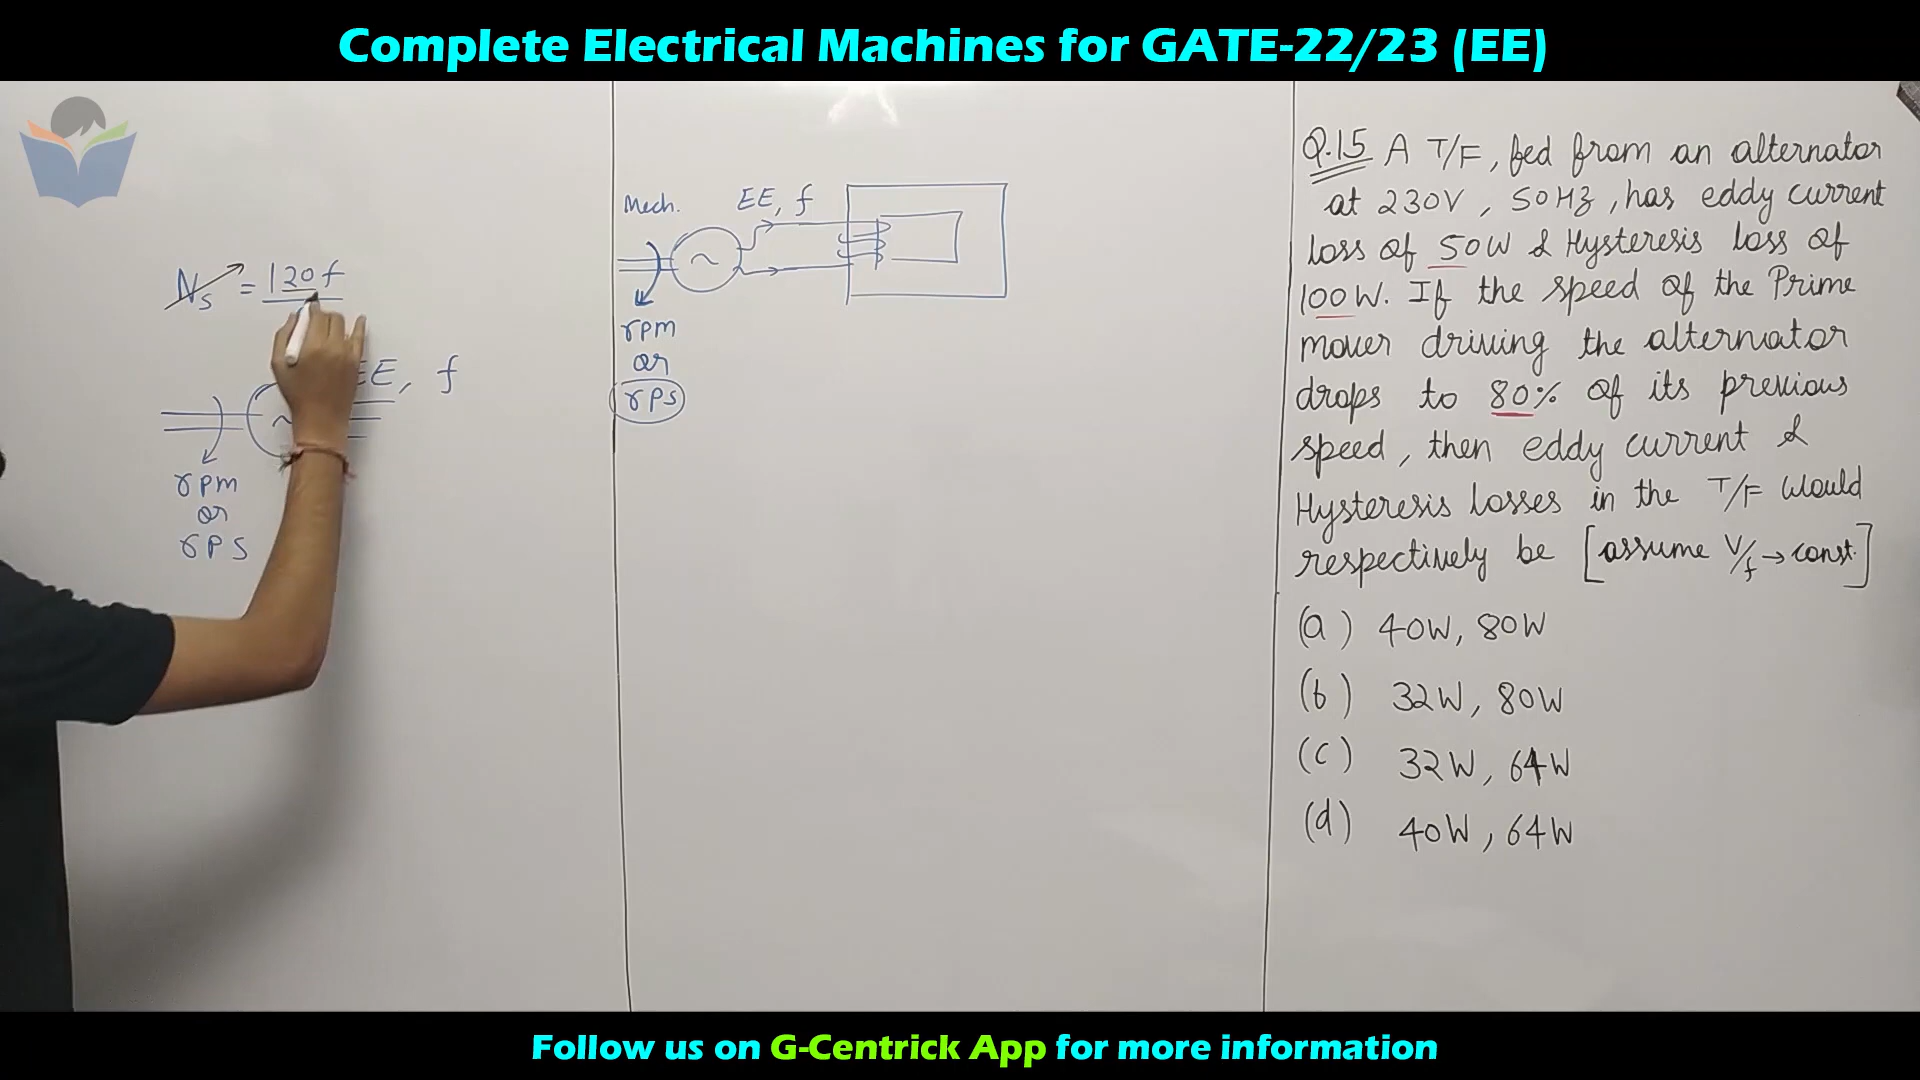 Complete Electrical Machines for GATE-22/23 (EE)
Ns = 120f
EE, f
rpm
or
rps
Mech.
EE, f
rpm
or
rps
Q.15 A T/F, fed from an alternator
at 230V, 50Hz, has eddy current
loss of 50W & Hysteresis loss of
100W. If the speed of the Prime
mover driving the alternator
drops to 80% of its previous
speed, then eddy current &
Hysteresis losses in the T/F would
respectively be [assume V/f → const.]
(a) 40W, 80W
(b) 32W, 80W
(c) 32W, 64W
(d) 40W, 64W
Follow us on G-Centrick App for more information